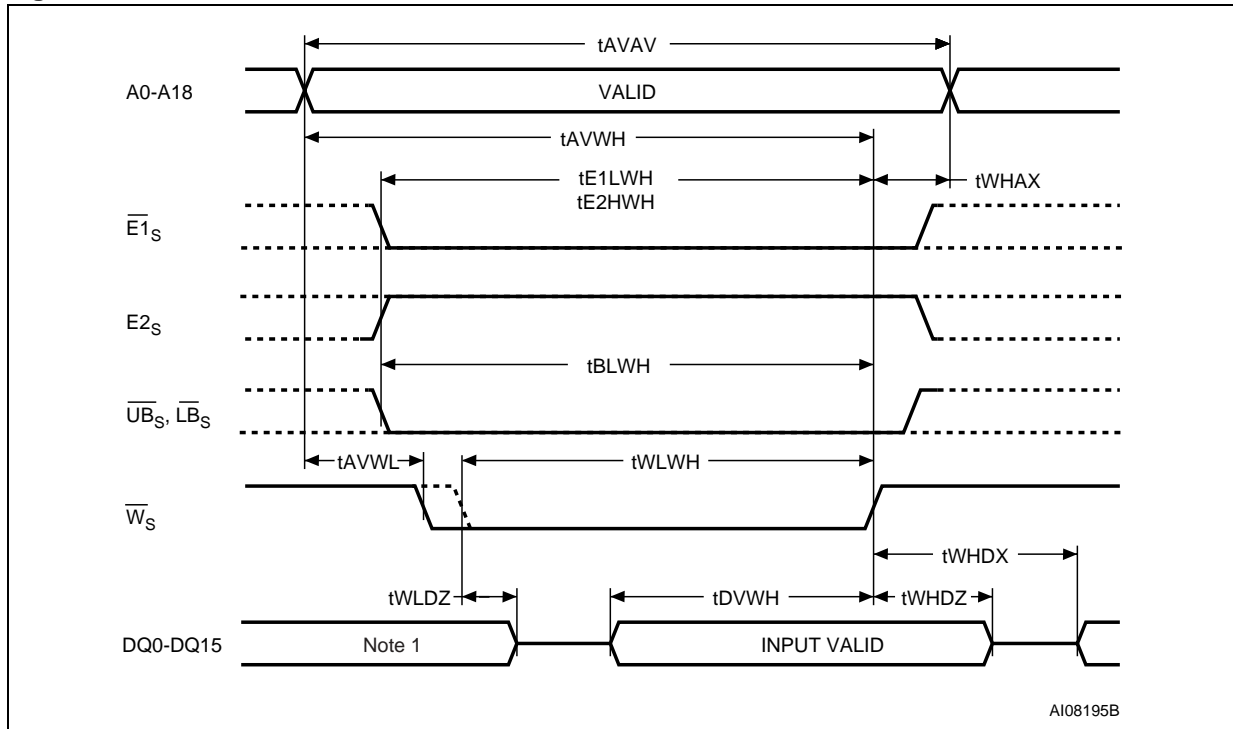 tAVAV
A0-A18
VALID
tAVWH
tE1LWH
tE2HWH
tWHAX
E1S
E2S
tBLWH
UBS, LBS
tAVWL
tWLWH
WS
tWHDX
tWLDZ
tDVWH
tWHDZ
DQ0-DQ15
Note 1
INPUT VALID
AI08195B